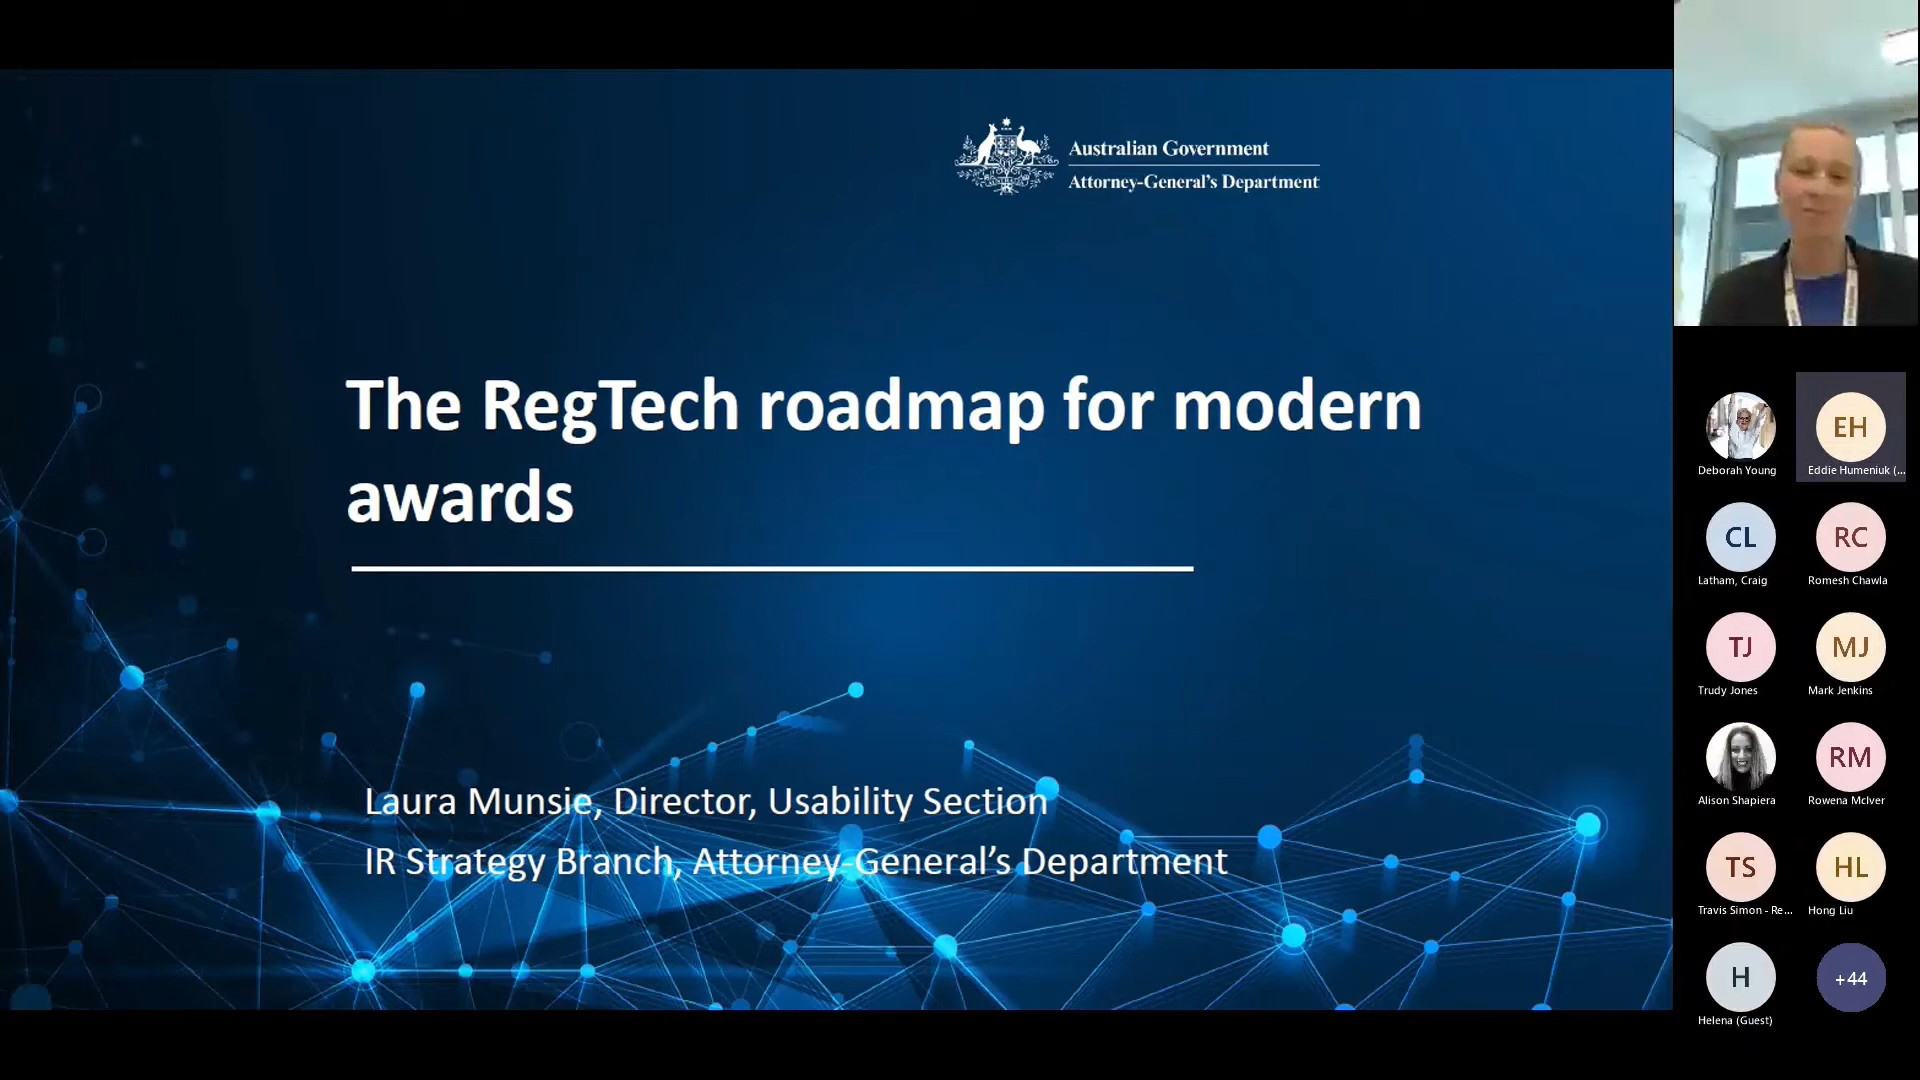 Australian Government
Attorney-General's Department
The RegTech roadmap for modern
awards
Laura Munsie, Director, Usability Section
IR Strategy Branch, Attorney-General's Department
Deborah Young
EH
Eddie Humeniuk (...
CL
Latham, Craig
RC
Romesh Chawla
TJ
Trudy Jones
MJ
Mark Jenkins
Alison Shapiera
RM
Rowena McIver
TS
Travis Simon - Re...
HL
Hong Liu
H
Helena (Guest)
+44